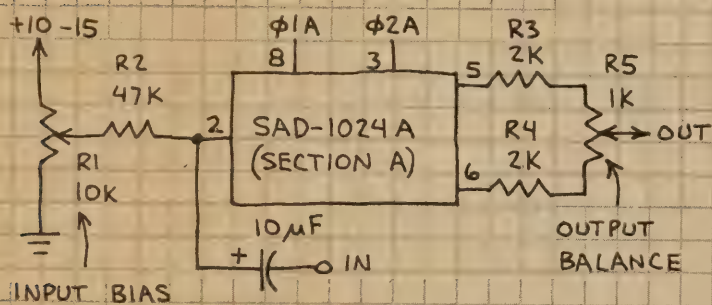 +10-15
R2
47K
R1
10K
INPUT BIAS
ϕ1A
ϕ2A
8
3
2
SAD-1024A
(SECTION A)
5
6
10µF
+
IN
R3
2K
R4
2K
R5
1K
OUT
OUTPUT
BALANCE